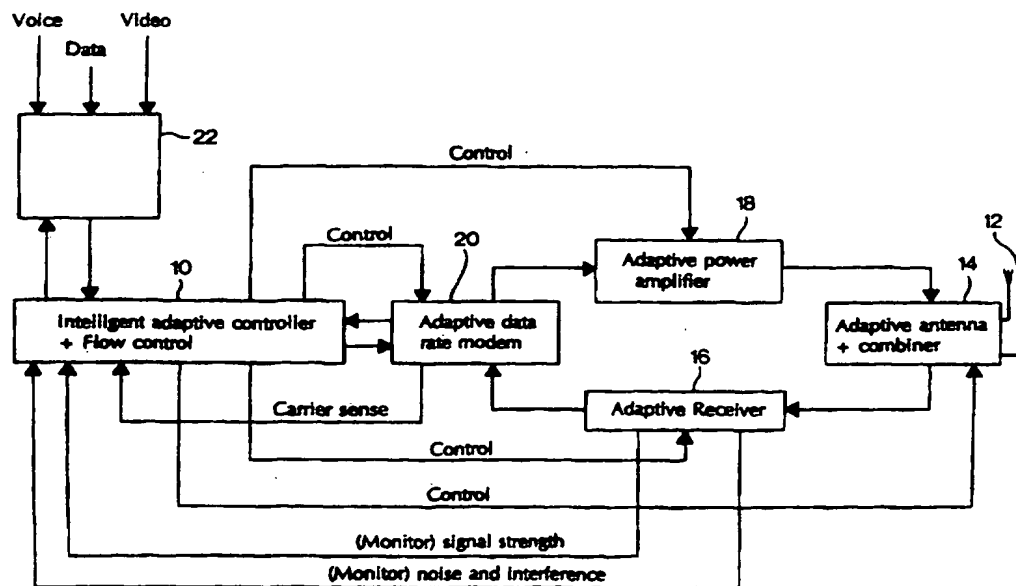 Voice
Video
Data
22
Control
18
12
Control
20
Adaptive power
amplifier
14
10
Intelligent adaptive controller
+ Flow control
Adaptive data
rate modem
Adaptive antenna
+ combiner
16
Carrier sense
Adaptive Receiver
Control
Control
(Monitor) signal strength
(Monitor) noise and interference